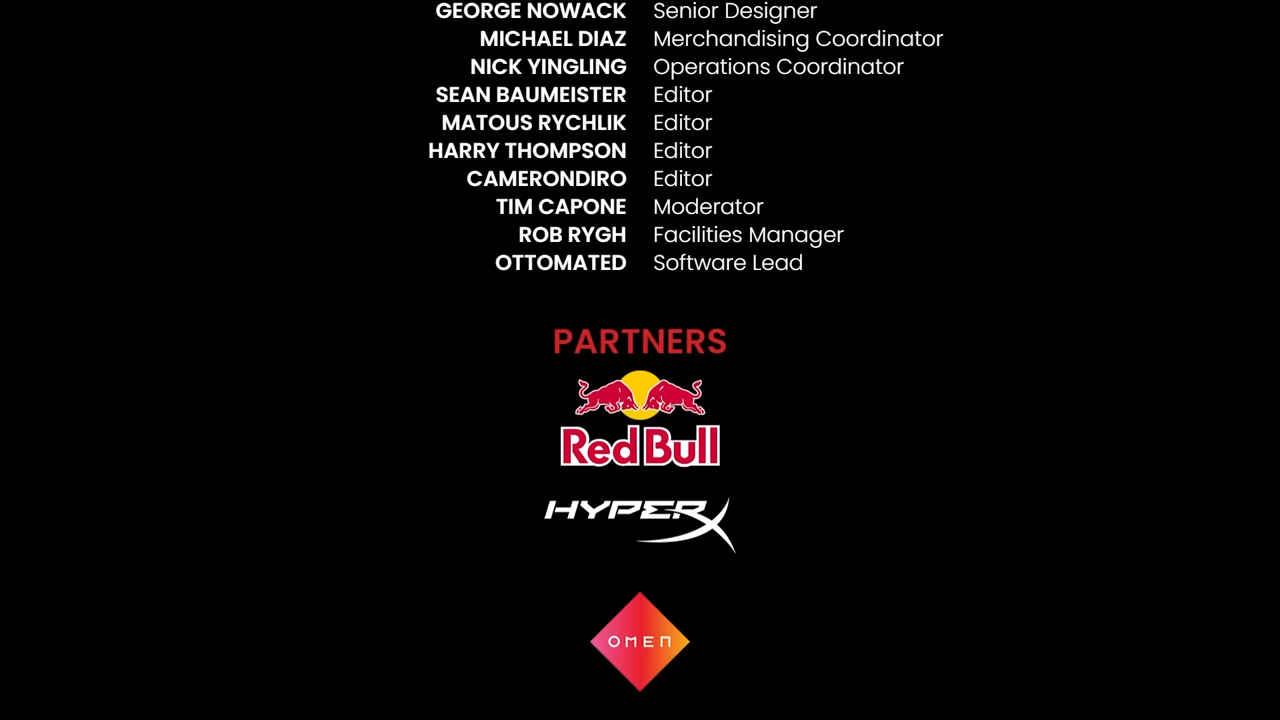 GEORGE NOWACK Senior Designer
MICHAEL DIAZ Merchandising Coordinator
NICK YINGLING Operations Coordinator
SEAN BAUMEISTER Editor
MATOUS RYCHLIK Editor
HARRY THOMPSON Editor
CAMERONDIRO Editor
TIM CAPONE Moderator
ROB RYGH Facilities Manager
OTTOMATED Software Lead
PARTNERS
Red Bull
HYPERX
OMEN